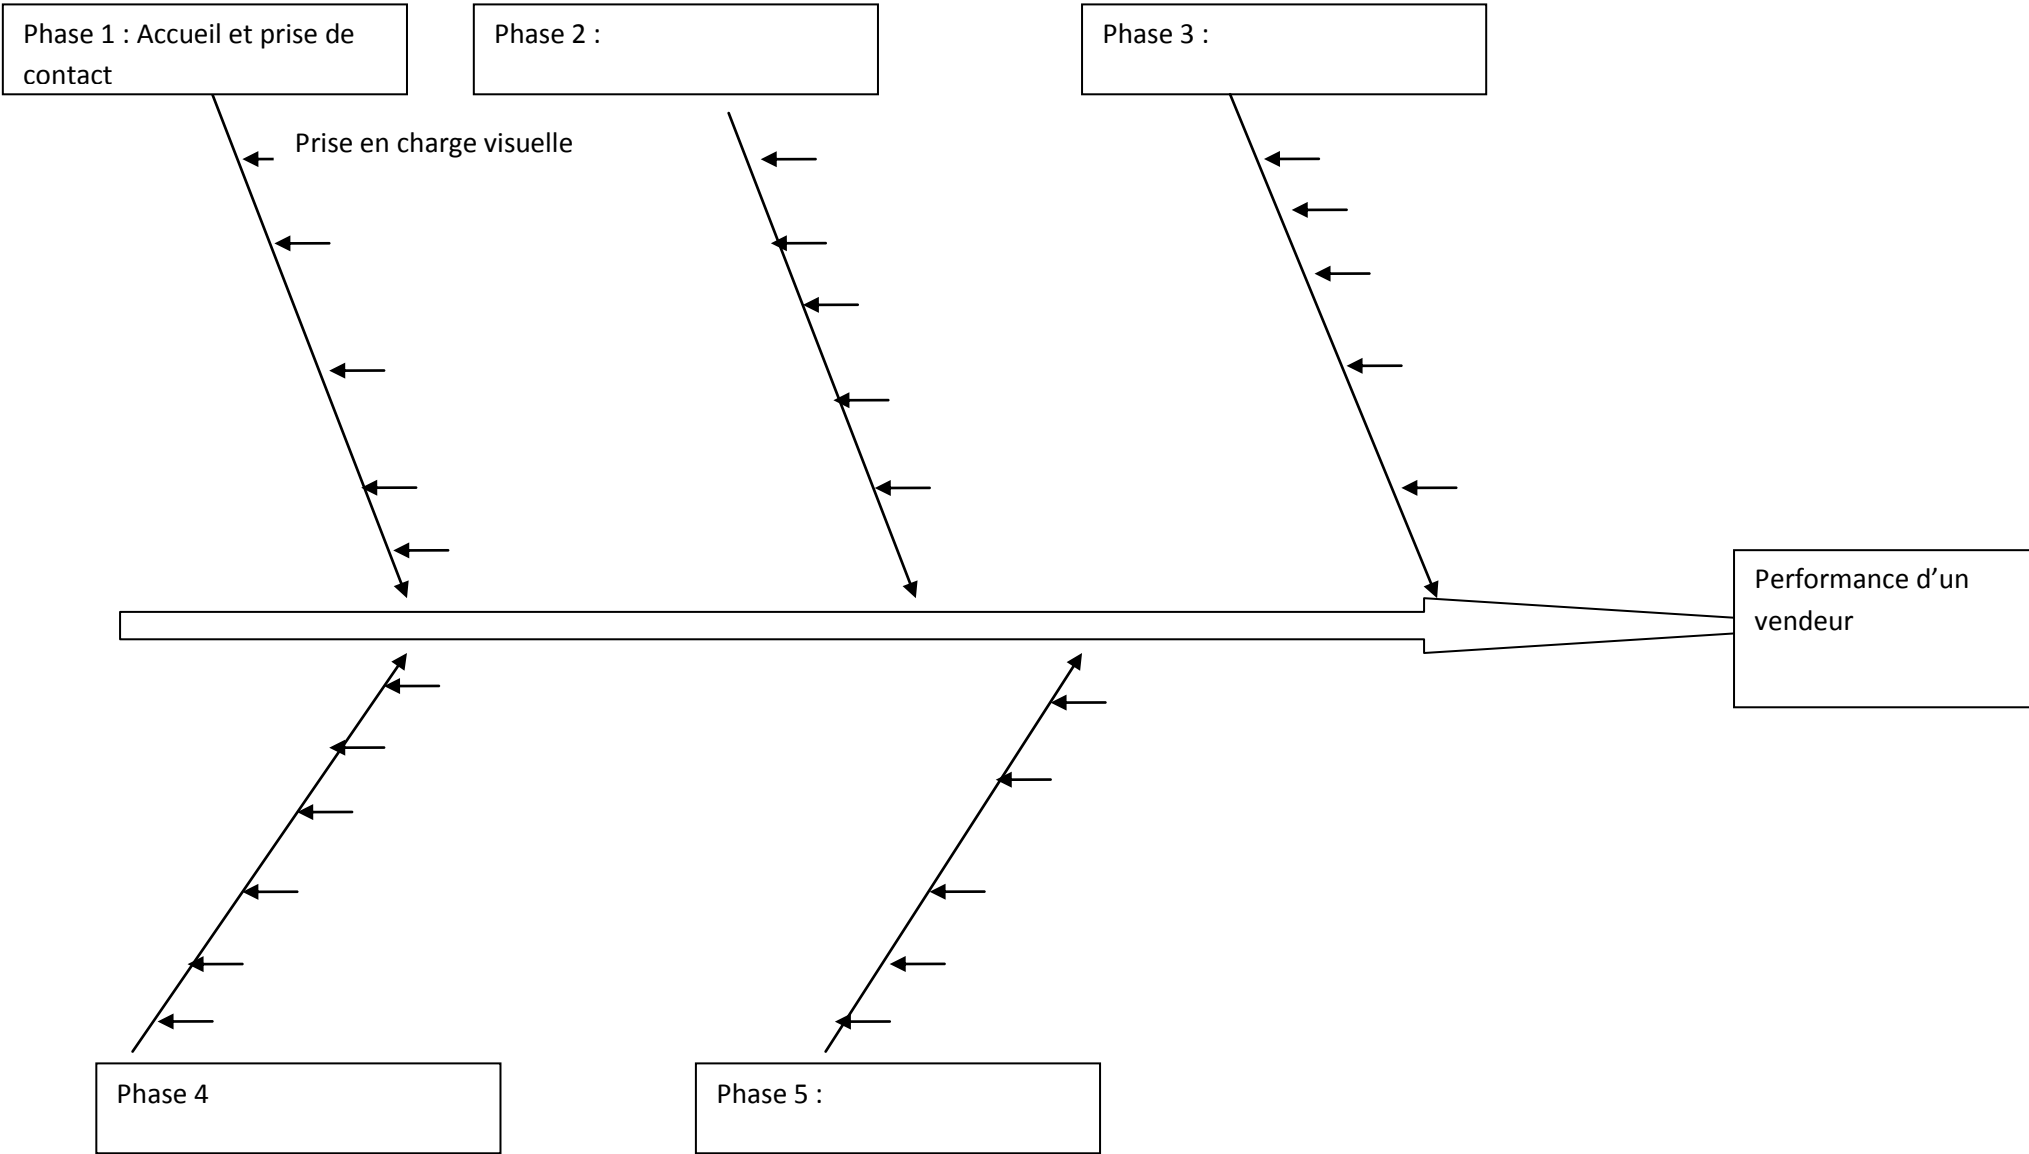 Phase 1 : Accueil et prise de
contact
Phase 2 :
Phase 3 :
Prise en charge visuelle
Performance d’un
vendeur
Phase 4
Phase 5 :